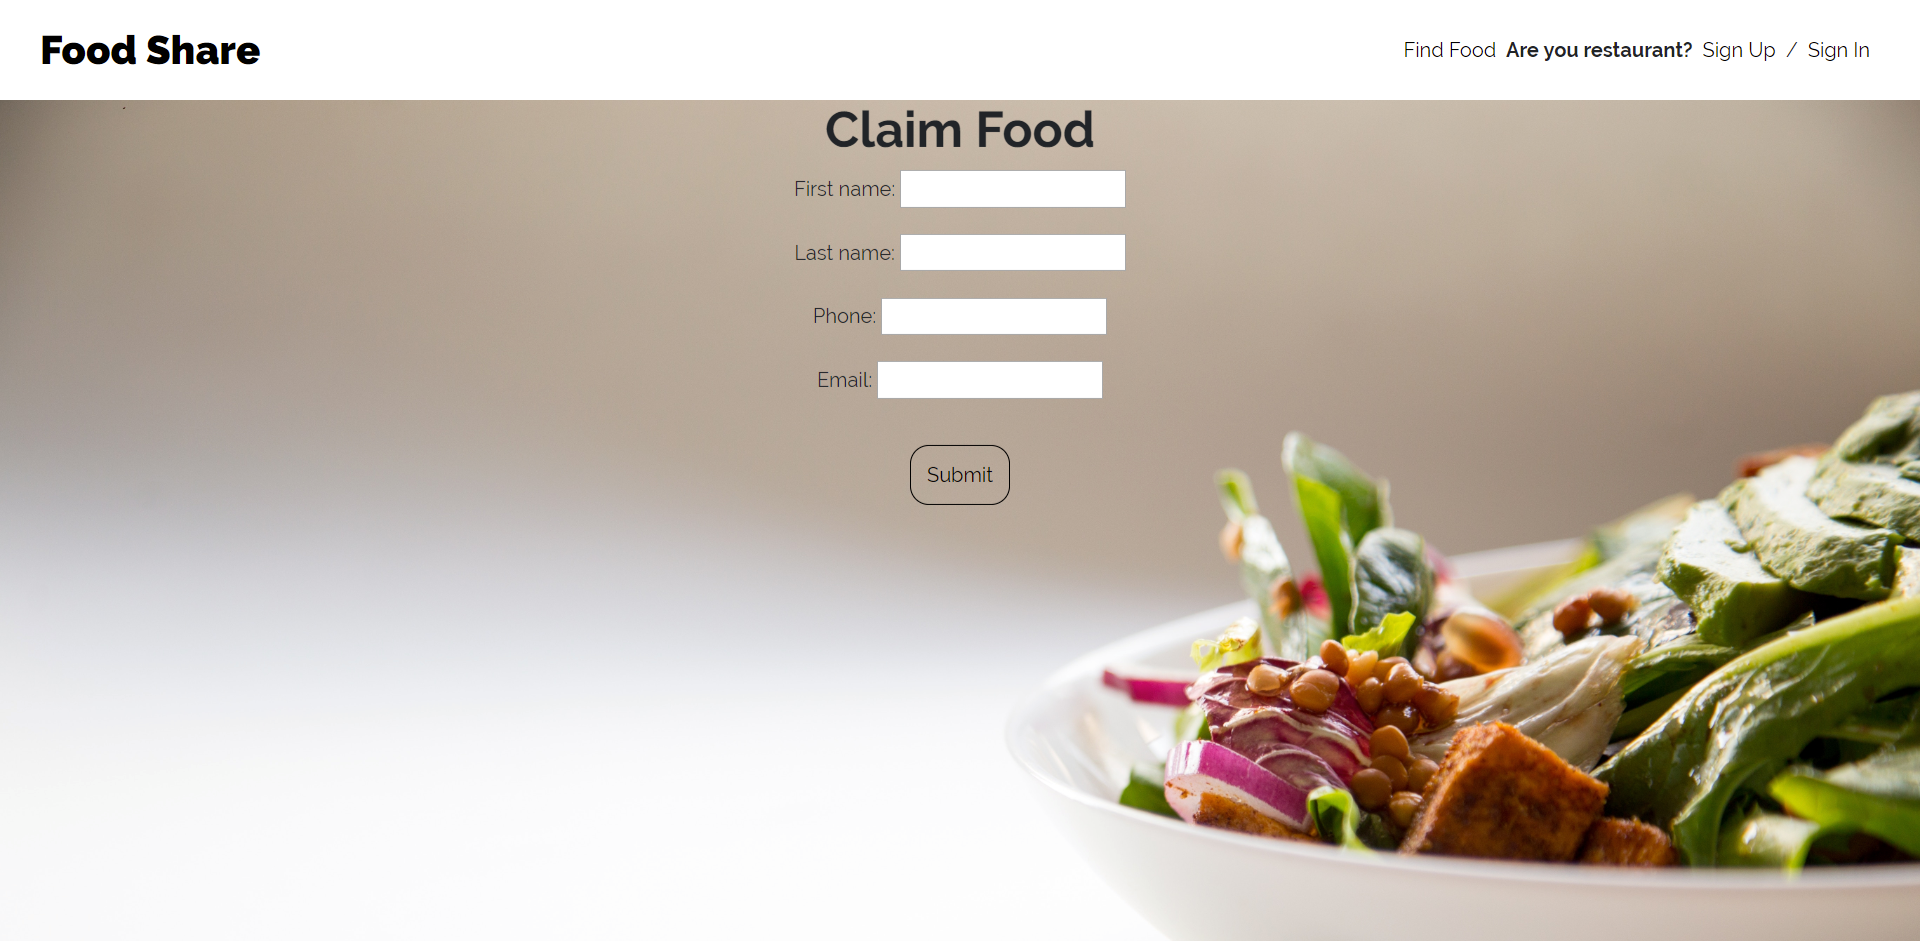 Food Share
Find Food Are you restaurant? Sign Up / Sign In
Claim Food
First name:
Last name:
Phone:
Email:
Submit